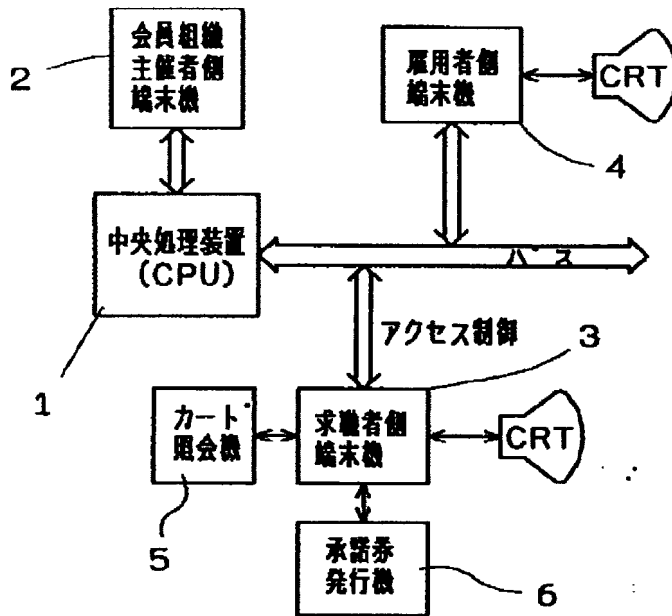 会員組織
主催者側
端末機
2
雇用者側
端末機
CRT
4
中央処理装置
(CPU)
バス
1
アクセス制御
3
カード
照会機
求職者側
端末機
CRT
5
承諾券
発行機
6